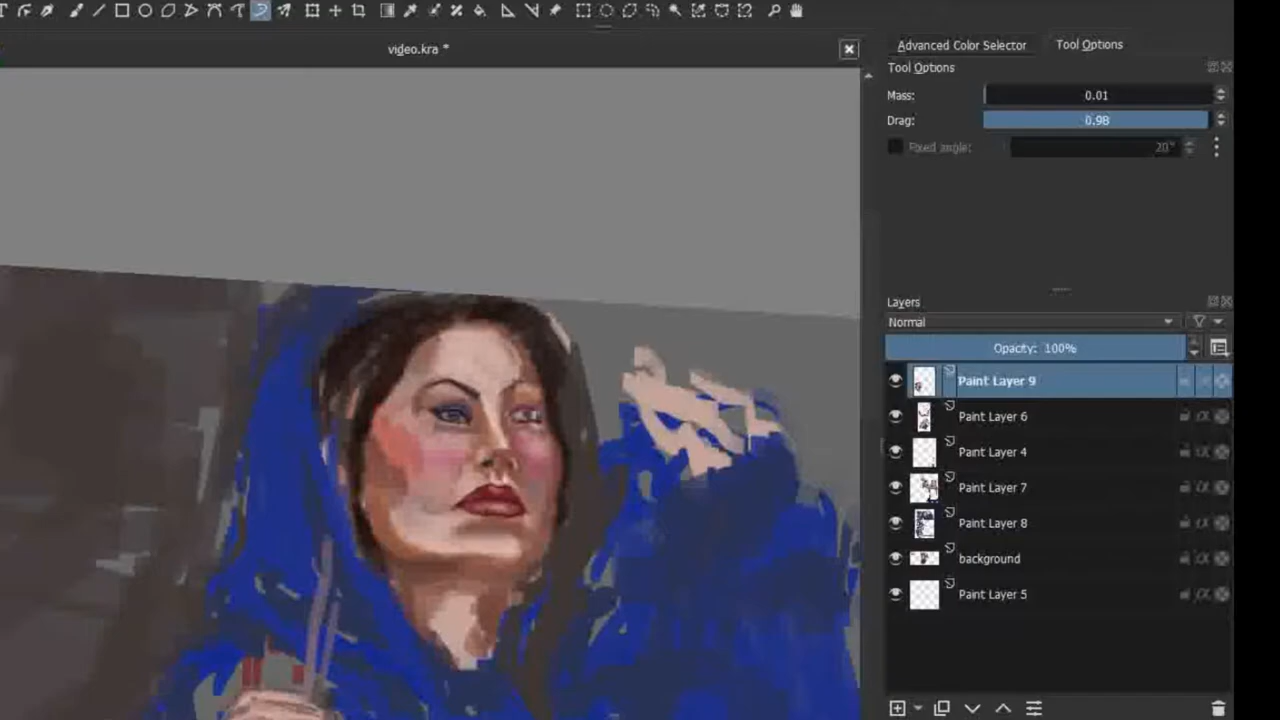 video.kra *
Advanced Color Selector Tool Options
Tool Options
Mass: 0.01
Drag: 0.98
Fixed angle: 20°
Layers
Normal
Opacity: 100%
Paint Layer 9
Paint Layer 6
Paint Layer 4
Paint Layer 7
Paint Layer 8
background
Paint Layer 5